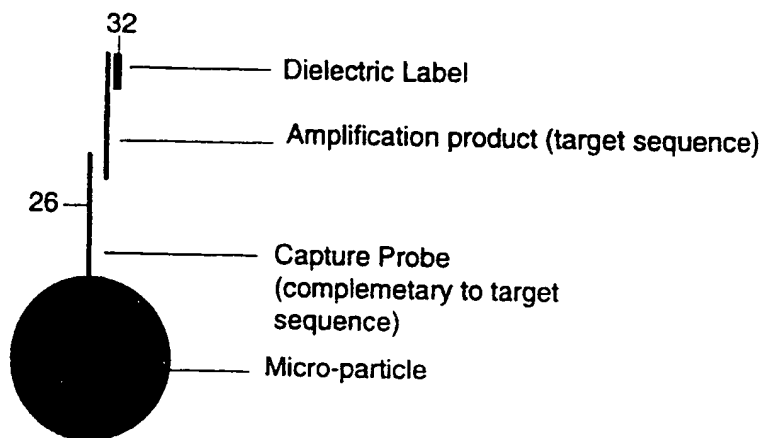 32
Dielectric Label
Amplification product (target sequence)
26
Capture Probe
(complemetary to target
sequence)
Micro-particle